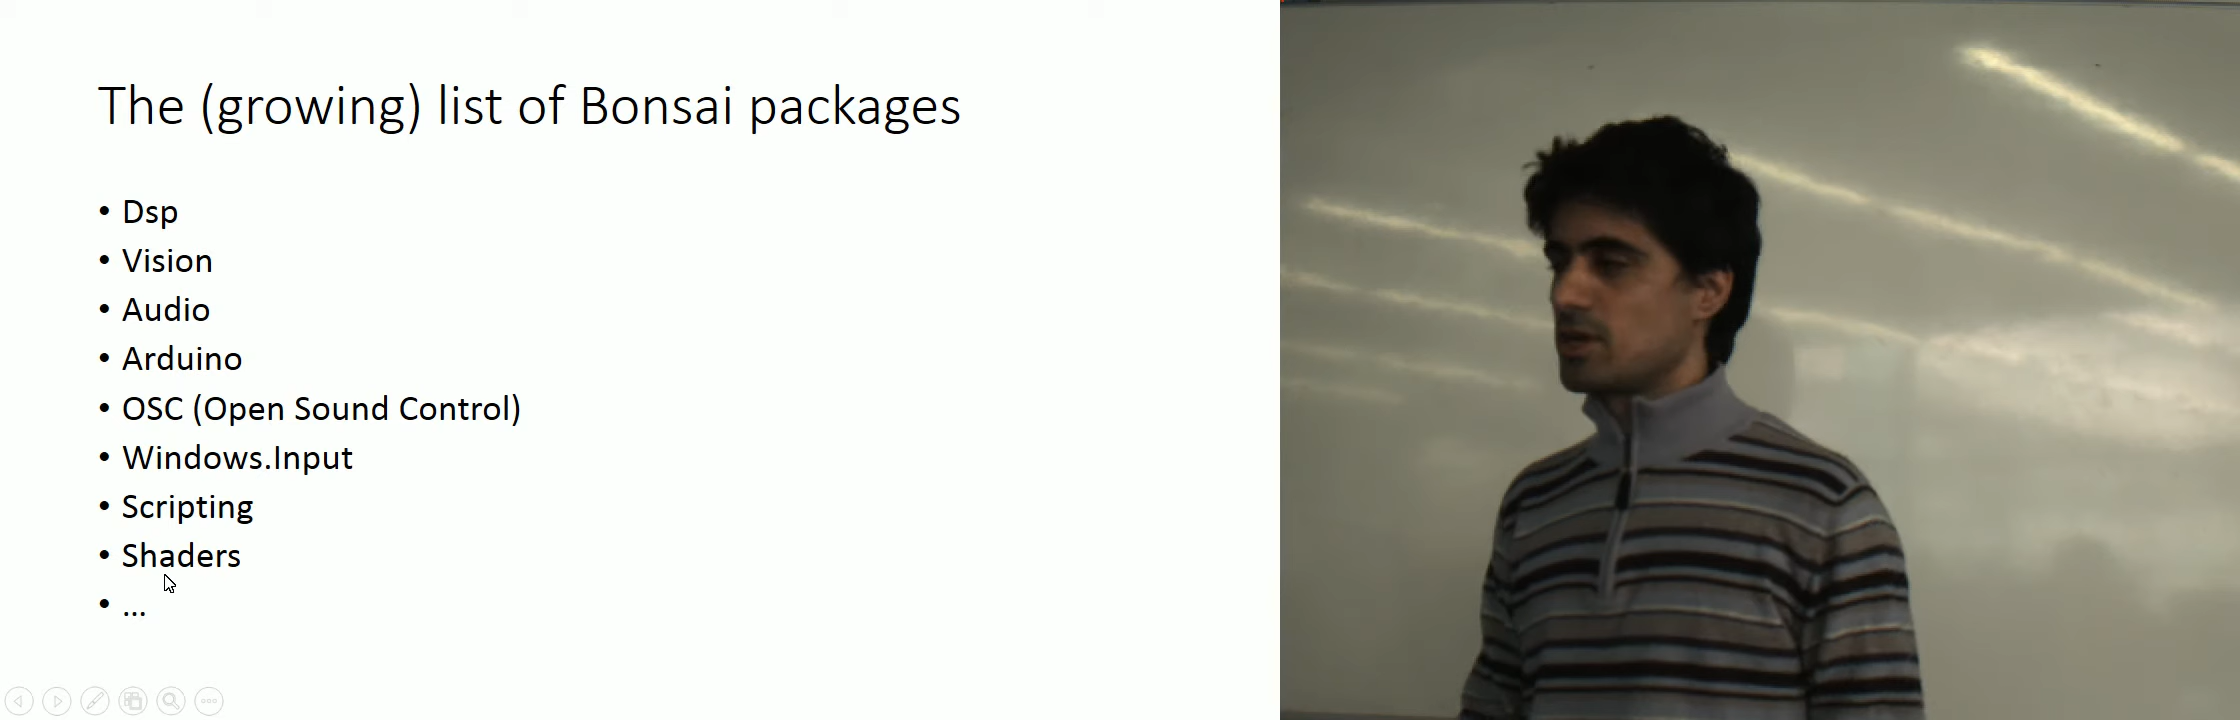 The (growing) list of Bonsai packages
• Dsp
• Vision
• Audio
• Arduino
• OSC (Open Sound Control)
• Windows.Input
• Scripting
• Shaders
• ...